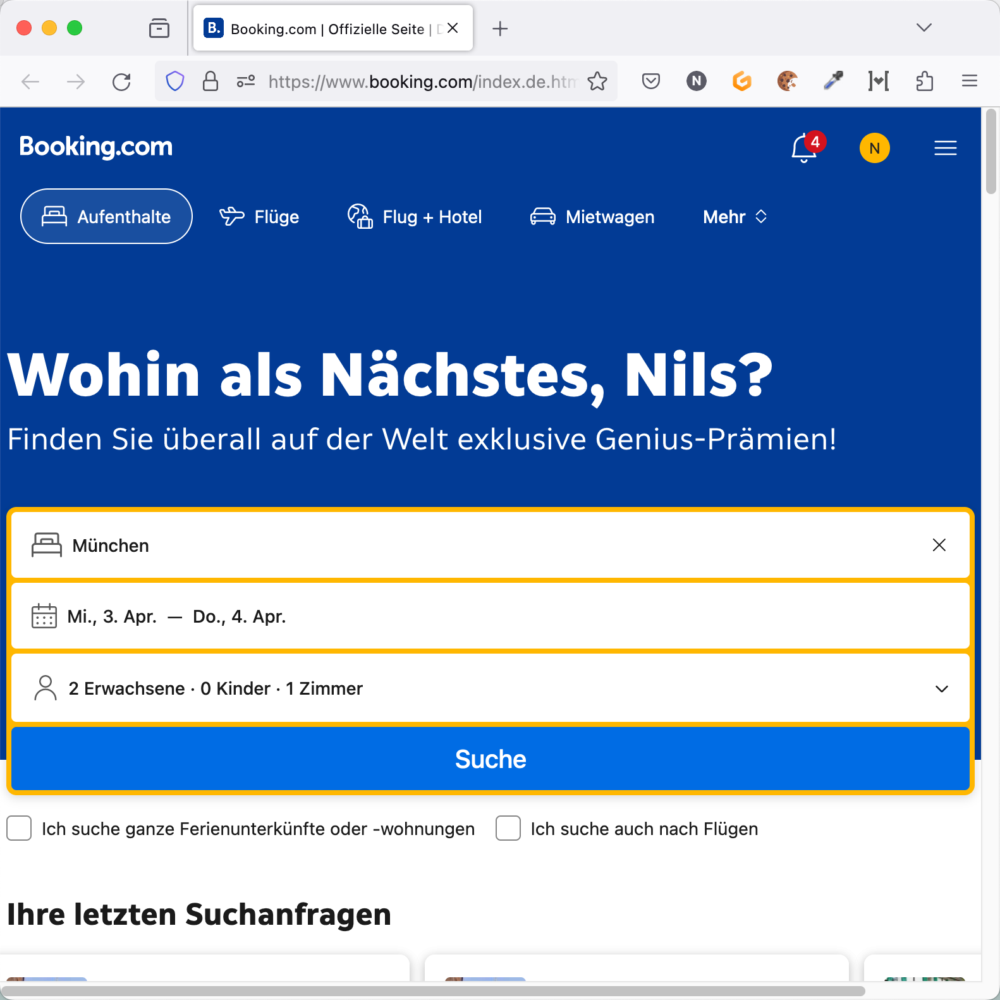 B. Booking.com | Offizielle Seite |
https://www.booking.com/index.de.htm
N
Booking.com
4
N
Aufenthalte
Flüge
Flug + Hotel
Mietwagen
Mehr
Wohin als Nächstes, Nils?
Finden Sie überall auf der Welt exklusive Genius-Prämien!
München
Mi., 3. Apr. — Do., 4. Apr.
2 Erwachsene · 0 Kinder · 1 Zimmer
Suche
Ich suche ganze Ferienunterkünfte oder -wohnungen
Ich suche auch nach Flügen
Ihre letzten Suchanfragen